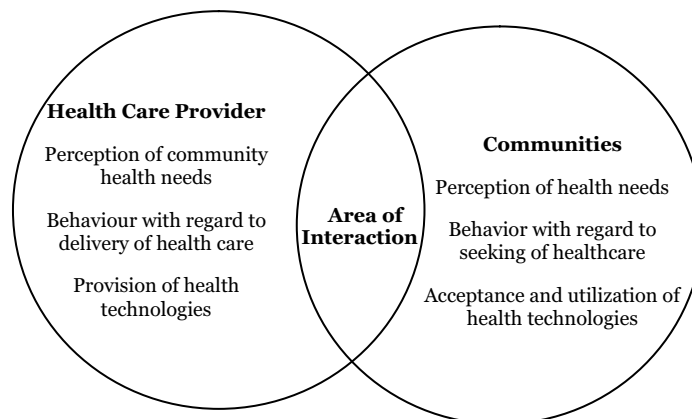 Health Care Provider
Perception of community
health needs
Behaviour with regard to
delivery of health care
Provision of health
technologies
Area of
Interaction
Communities
Perception of health needs
Behavior with regard to
seeking of healthcare
Acceptance and utilization of
health technologies